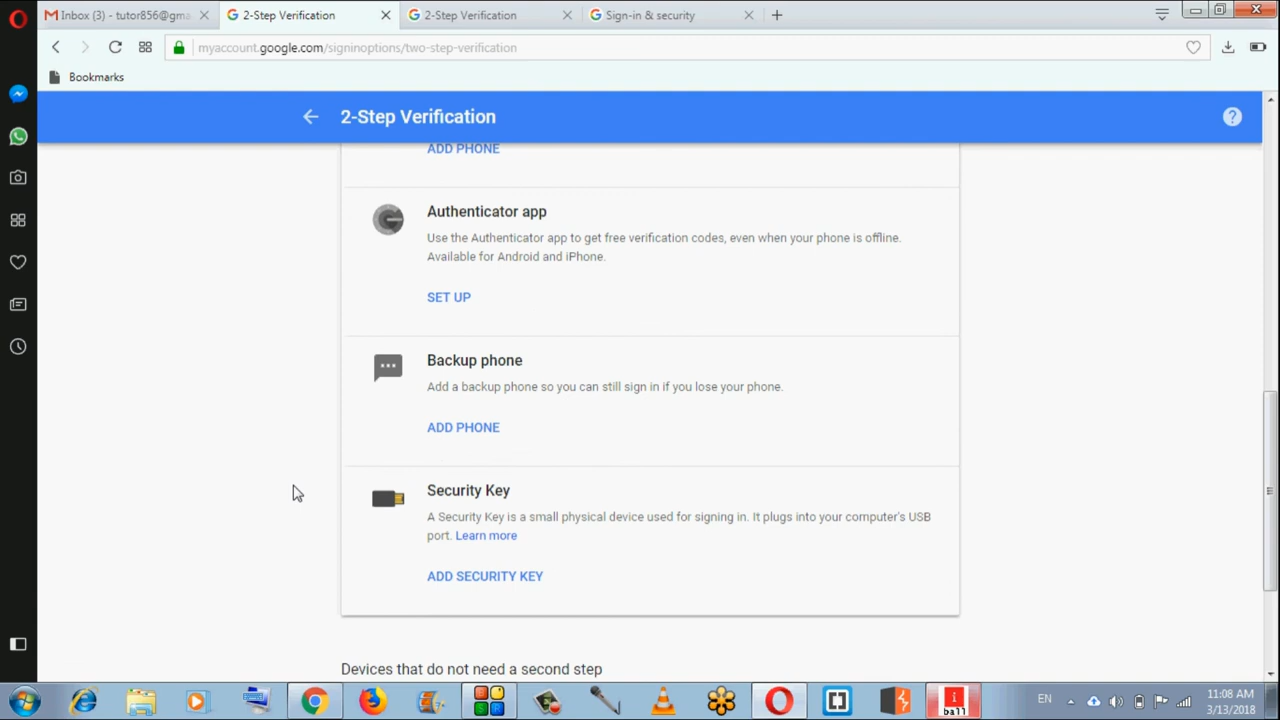 Inbox (3) - tutor856@gma
2-Step Verification
2-Step Verification
Sign-in & security
myaccount.google.com/signinoptions/two-step-verification
Bookmarks
2-Step Verification
ADD PHONE
Authenticator app
Use the Authenticator app to get free verification codes, even when your phone is offline.
Available for Android and iPhone.
SET UP
Backup phone
Add a backup phone so you can still sign in if you lose your phone.
ADD PHONE
Security Key
A Security Key is a small physical device used for signing in. It plugs into your computer's USB
port. Learn more
ADD SECURITY KEY
Devices that do not need a second step
i
ball
EN
11:08 AM
3/13/2018